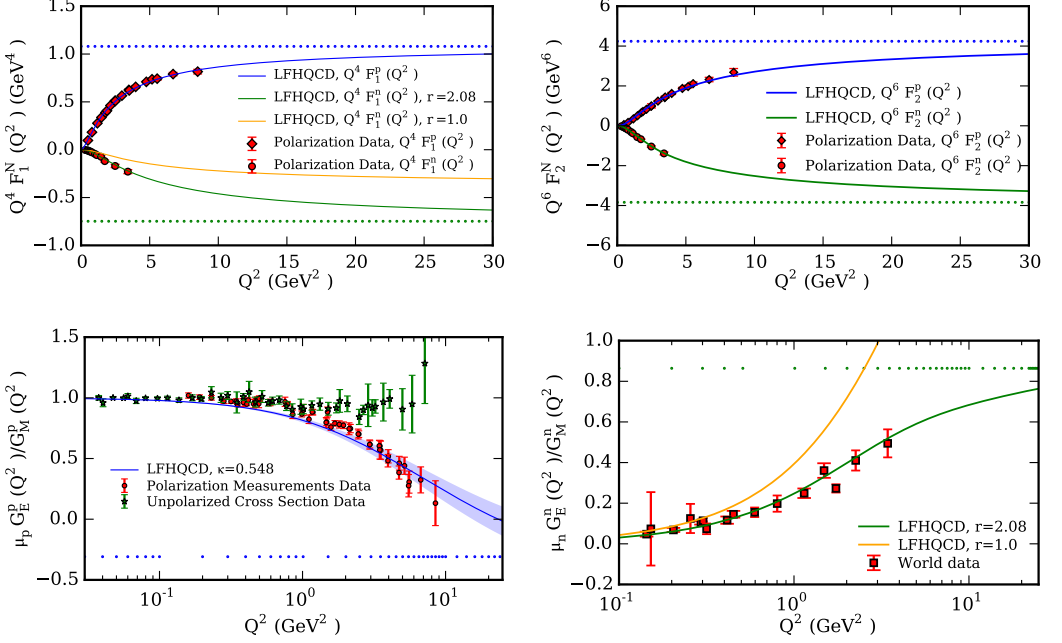 Q⁴ F₁ᴺ (Q²) (GeV⁴)
1.5
1.0
0.5
0.0
−0.5
−1.0
LFHQCD, Q⁴ F₁ᵖ (Q²)
LFHQCD, Q⁴ F₁ⁿ (Q²), r=2.08
LFHQCD, Q⁴ F₁ⁿ (Q²), r=1.0
Polarization Data, Q⁴ F₁ᵖ (Q²)
Polarization Data, Q⁴ F₁ⁿ (Q²)
0 5 10 15 20 25 30
Q² (GeV²)
Q⁶ F₂ᴺ (Q²) (GeV⁶)
6
4
2
0
−2
−4
−6
LFHQCD, Q⁶ F₂ᵖ (Q²)
LFHQCD, Q⁶ F₂ⁿ (Q²)
Polarization Data, Q⁶ F₂ᵖ (Q²)
Polarization Data, Q⁶ F₂ⁿ (Q²)
0 5 10 15 20 25 30
Q² (GeV²)
μₚ G_Eᵖ (Q²)/G_Mᵖ (Q²)
1.5
1.0
0.5
0.0
−0.5
LFHQCD, κ=0.548
Polarization Measurements Data
Unpolarized Cross Section Data
10⁻¹ 10⁰ 10¹
Q² (GeV²)
μₙ G_Eⁿ (Q²)/G_Mⁿ (Q²)
1.0
0.8
0.6
0.4
0.2
0.0
−0.2
LFHQCD, r=2.08
LFHQCD, r=1.0
World data
10⁻¹ 10⁰ 10¹
Q² (GeV²)